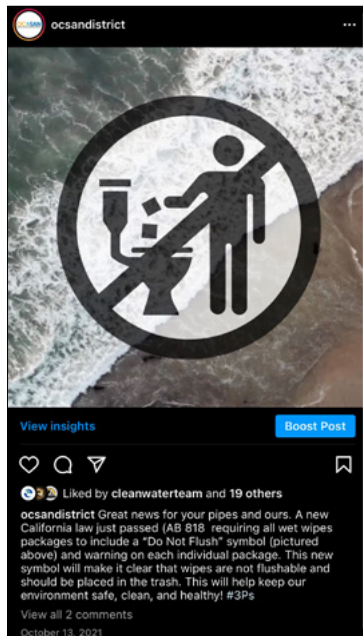 OC SAN
ocsandistrict
View insights
Boost Post
Liked by cleanwaterteam and 19 others
ocsandistrict Great news for your pipes and ours. A new
California law just passed (AB 818  requiring all wet wipes
packages to include a “Do Not Flush” symbol (pictured
above) and warning on each individual package. This new
symbol will make it clear that wipes are not flushable and
should be placed in the trash. This will help keep our
environment safe, clean, and healthy! #3Ps
View all 2 comments
October 13, 2021